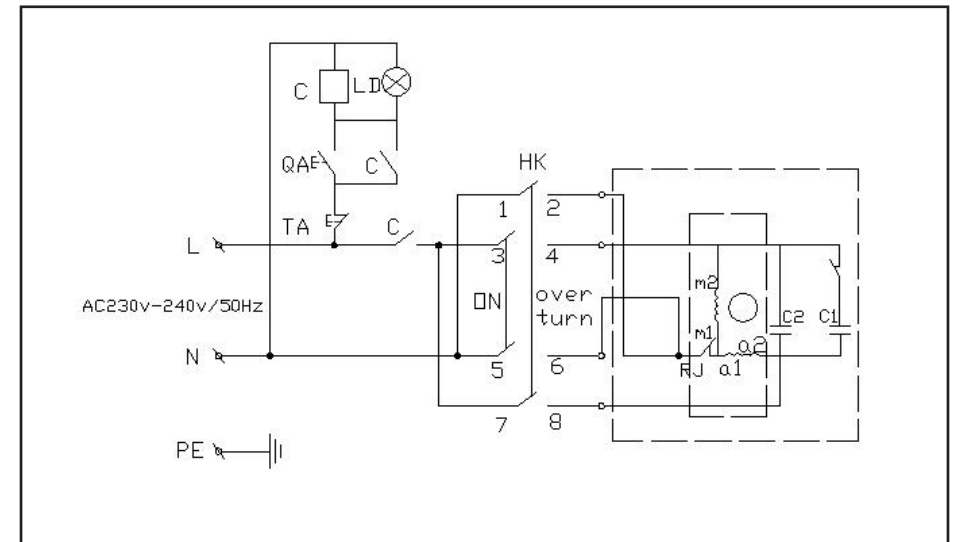 C
LD
QA
C
HK
TA
C
1
2
L
3
4
m2
AC230v-240v/50Hz
ON
over
turn
C2
C1
m1
a2
N
5
6
RJ
a1
7
8
PE